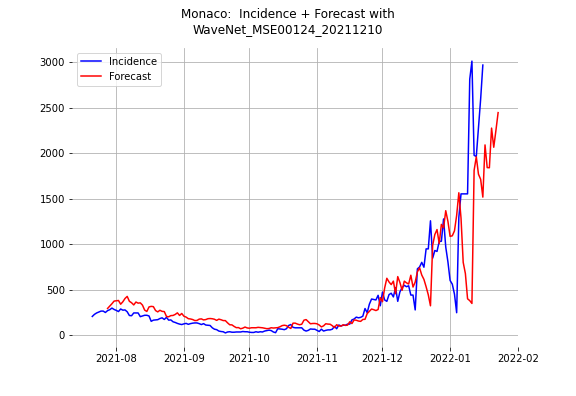 Monaco:  Incidence + Forecast with
WaveNet_MSE00124_20211210
Incidence
Forecast
3000
2500
2000
1500
1000
500
0
2021-08 2021-09 2021-10 2021-11 2021-12 2022-01 2022-02